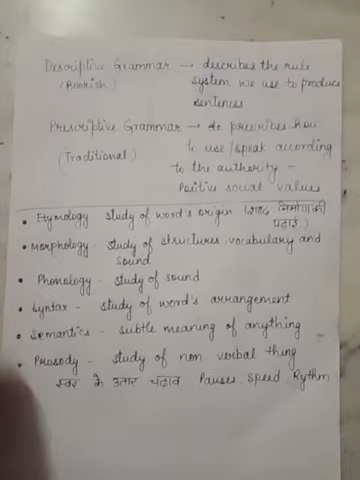 Descriptive Grammar → describes the rule
(Bookish) system we use to produce
sentences
Prescriptive Grammar → prescribes how
(Traditional) to use/speak according
to the authority -
Positive social values
• Etymology study of word's origin (शब्द निर्माण की
पढ़ाई)
• Morphology - study of structures, vocabulary and
sound
• Phonology - study of sound
• Syntax - study of word's arrangement
• Semantics - subtle meaning of anything
• Prosody - study of non verbal thing
स्वर के उतार चढ़ाव Pauses, Speed, Rythm